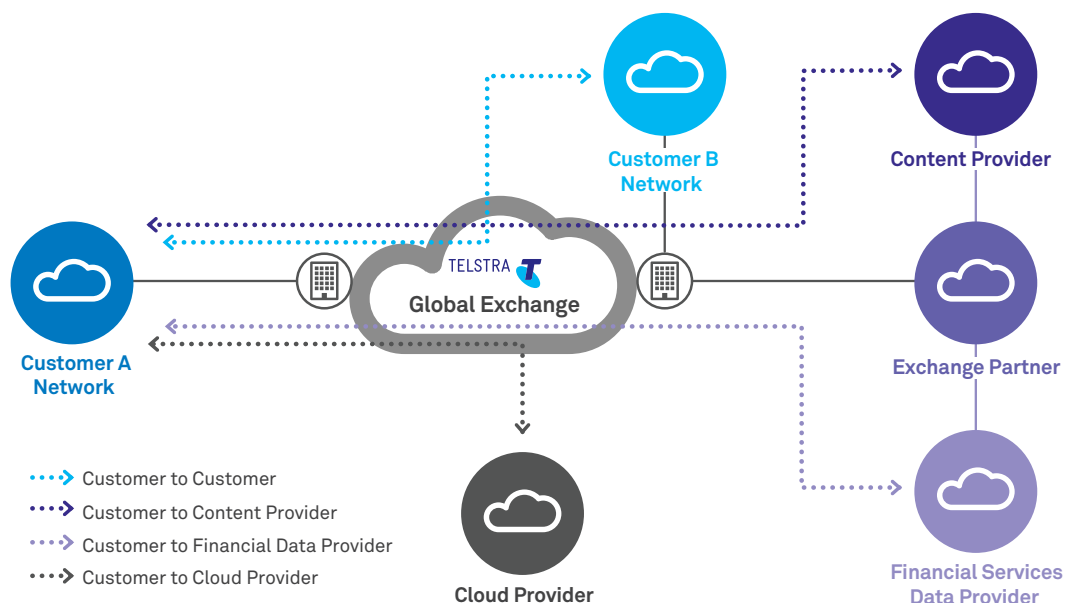 Customer B
Network
Content Provider
TELSTRA
Global Exchange
Customer A
Network
Exchange Partner
Customer to Customer
Customer to Content Provider
Customer to Financial Data Provider
Customer to Cloud Provider
Cloud Provider
Financial Services
Data Provider